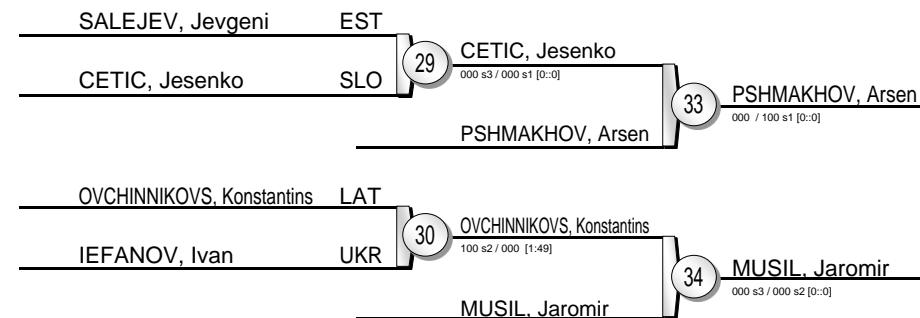 SALEJEV, Jevgeni EST
CETIC, Jesenko SLO
29
CETIC, Jesenko
000 s3 / 000 s1 [0::0]
PSHMAKHOV, Arsen
33
PSHMAKHOV, Arsen
000 / 100 s1 [0::0]
OVCHINNIKOVS, Konstantins LAT
IEFANOV, Ivan UKR
30
OVCHINNIKOVS, Konstantins
100 s2 / 000 [1:49]
MUSIL, Jaromir
34
MUSIL, Jaromir
000 s3 / 000 s2 [0::0]